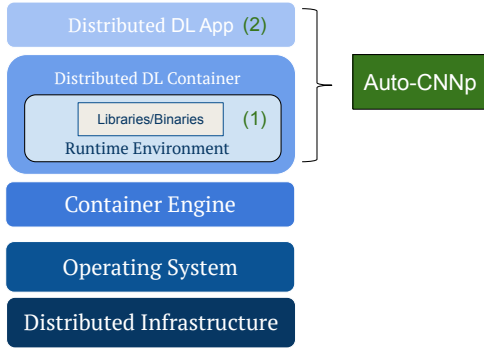 Distributed DL App (2)
Auto-CNNp
Distributed DL Container
Libraries/Binaries (1)
Runtime Environment
Container Engine
Operating System
Distributed Infrastructure